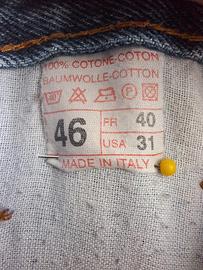 100% COTONE-COTON
BAUMWOLLE-COTTON
46
FR 40
USA 31
MADE IN ITALY